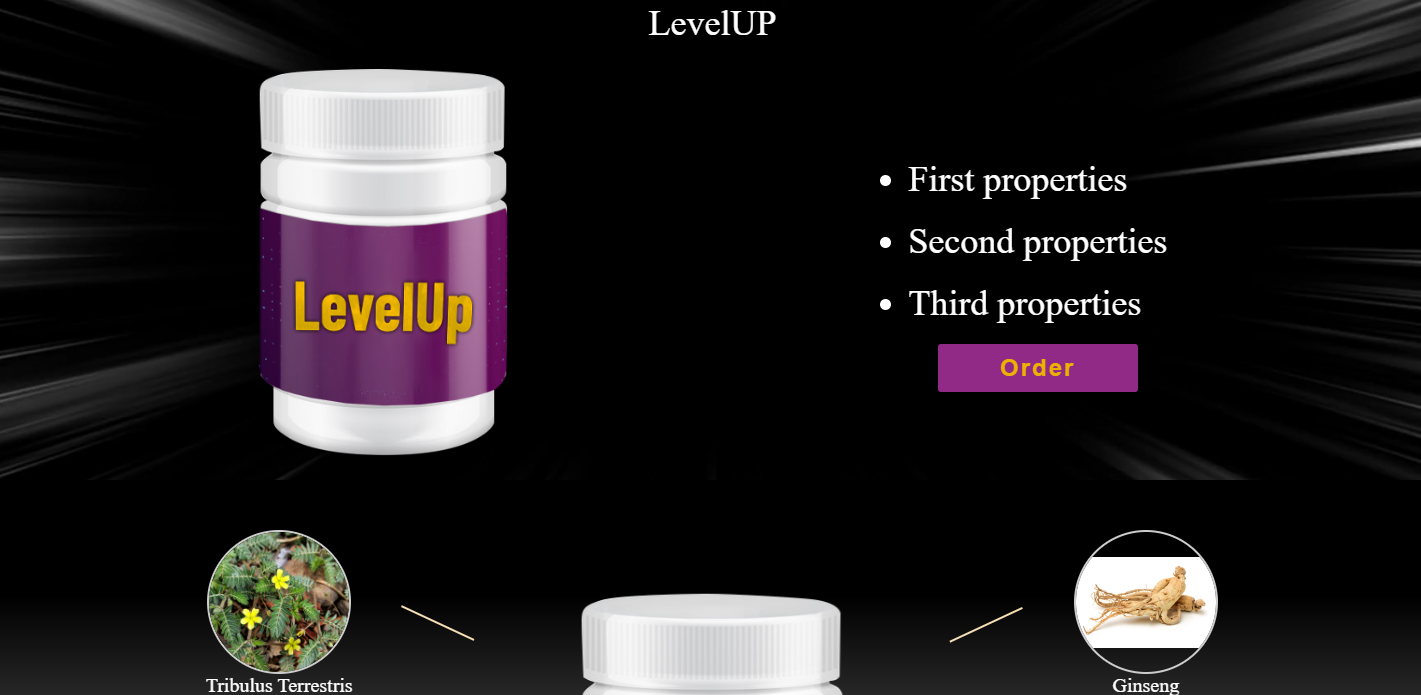 LevelUP
LevelUp
First properties
Second properties
Third properties
Order
Tribulus Terrestris
Ginseng